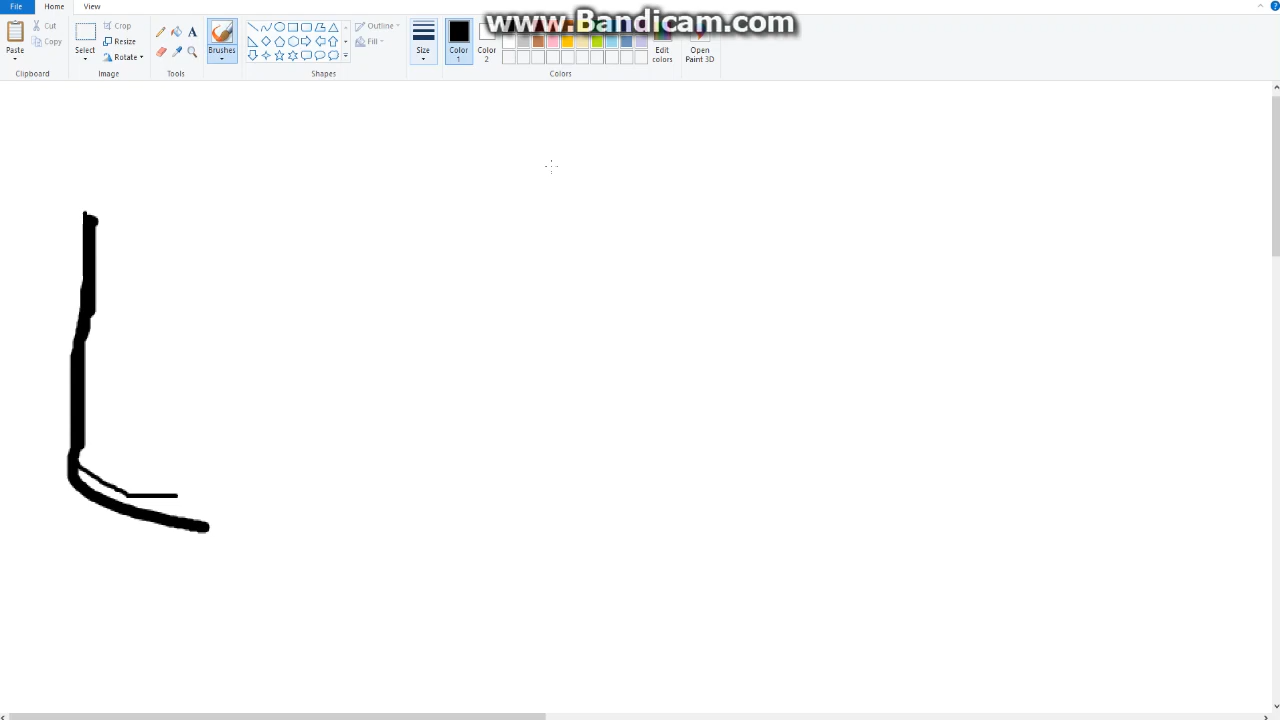 www.Bandicam.com
File Home View
Paste Cut Copy Clipboard
Select Crop Resize Rotate Image
Tools
Brushes
Outline Fill Shapes
Size
Color 1
Color 2
Edit colors
Colors
Open Paint 3D
L